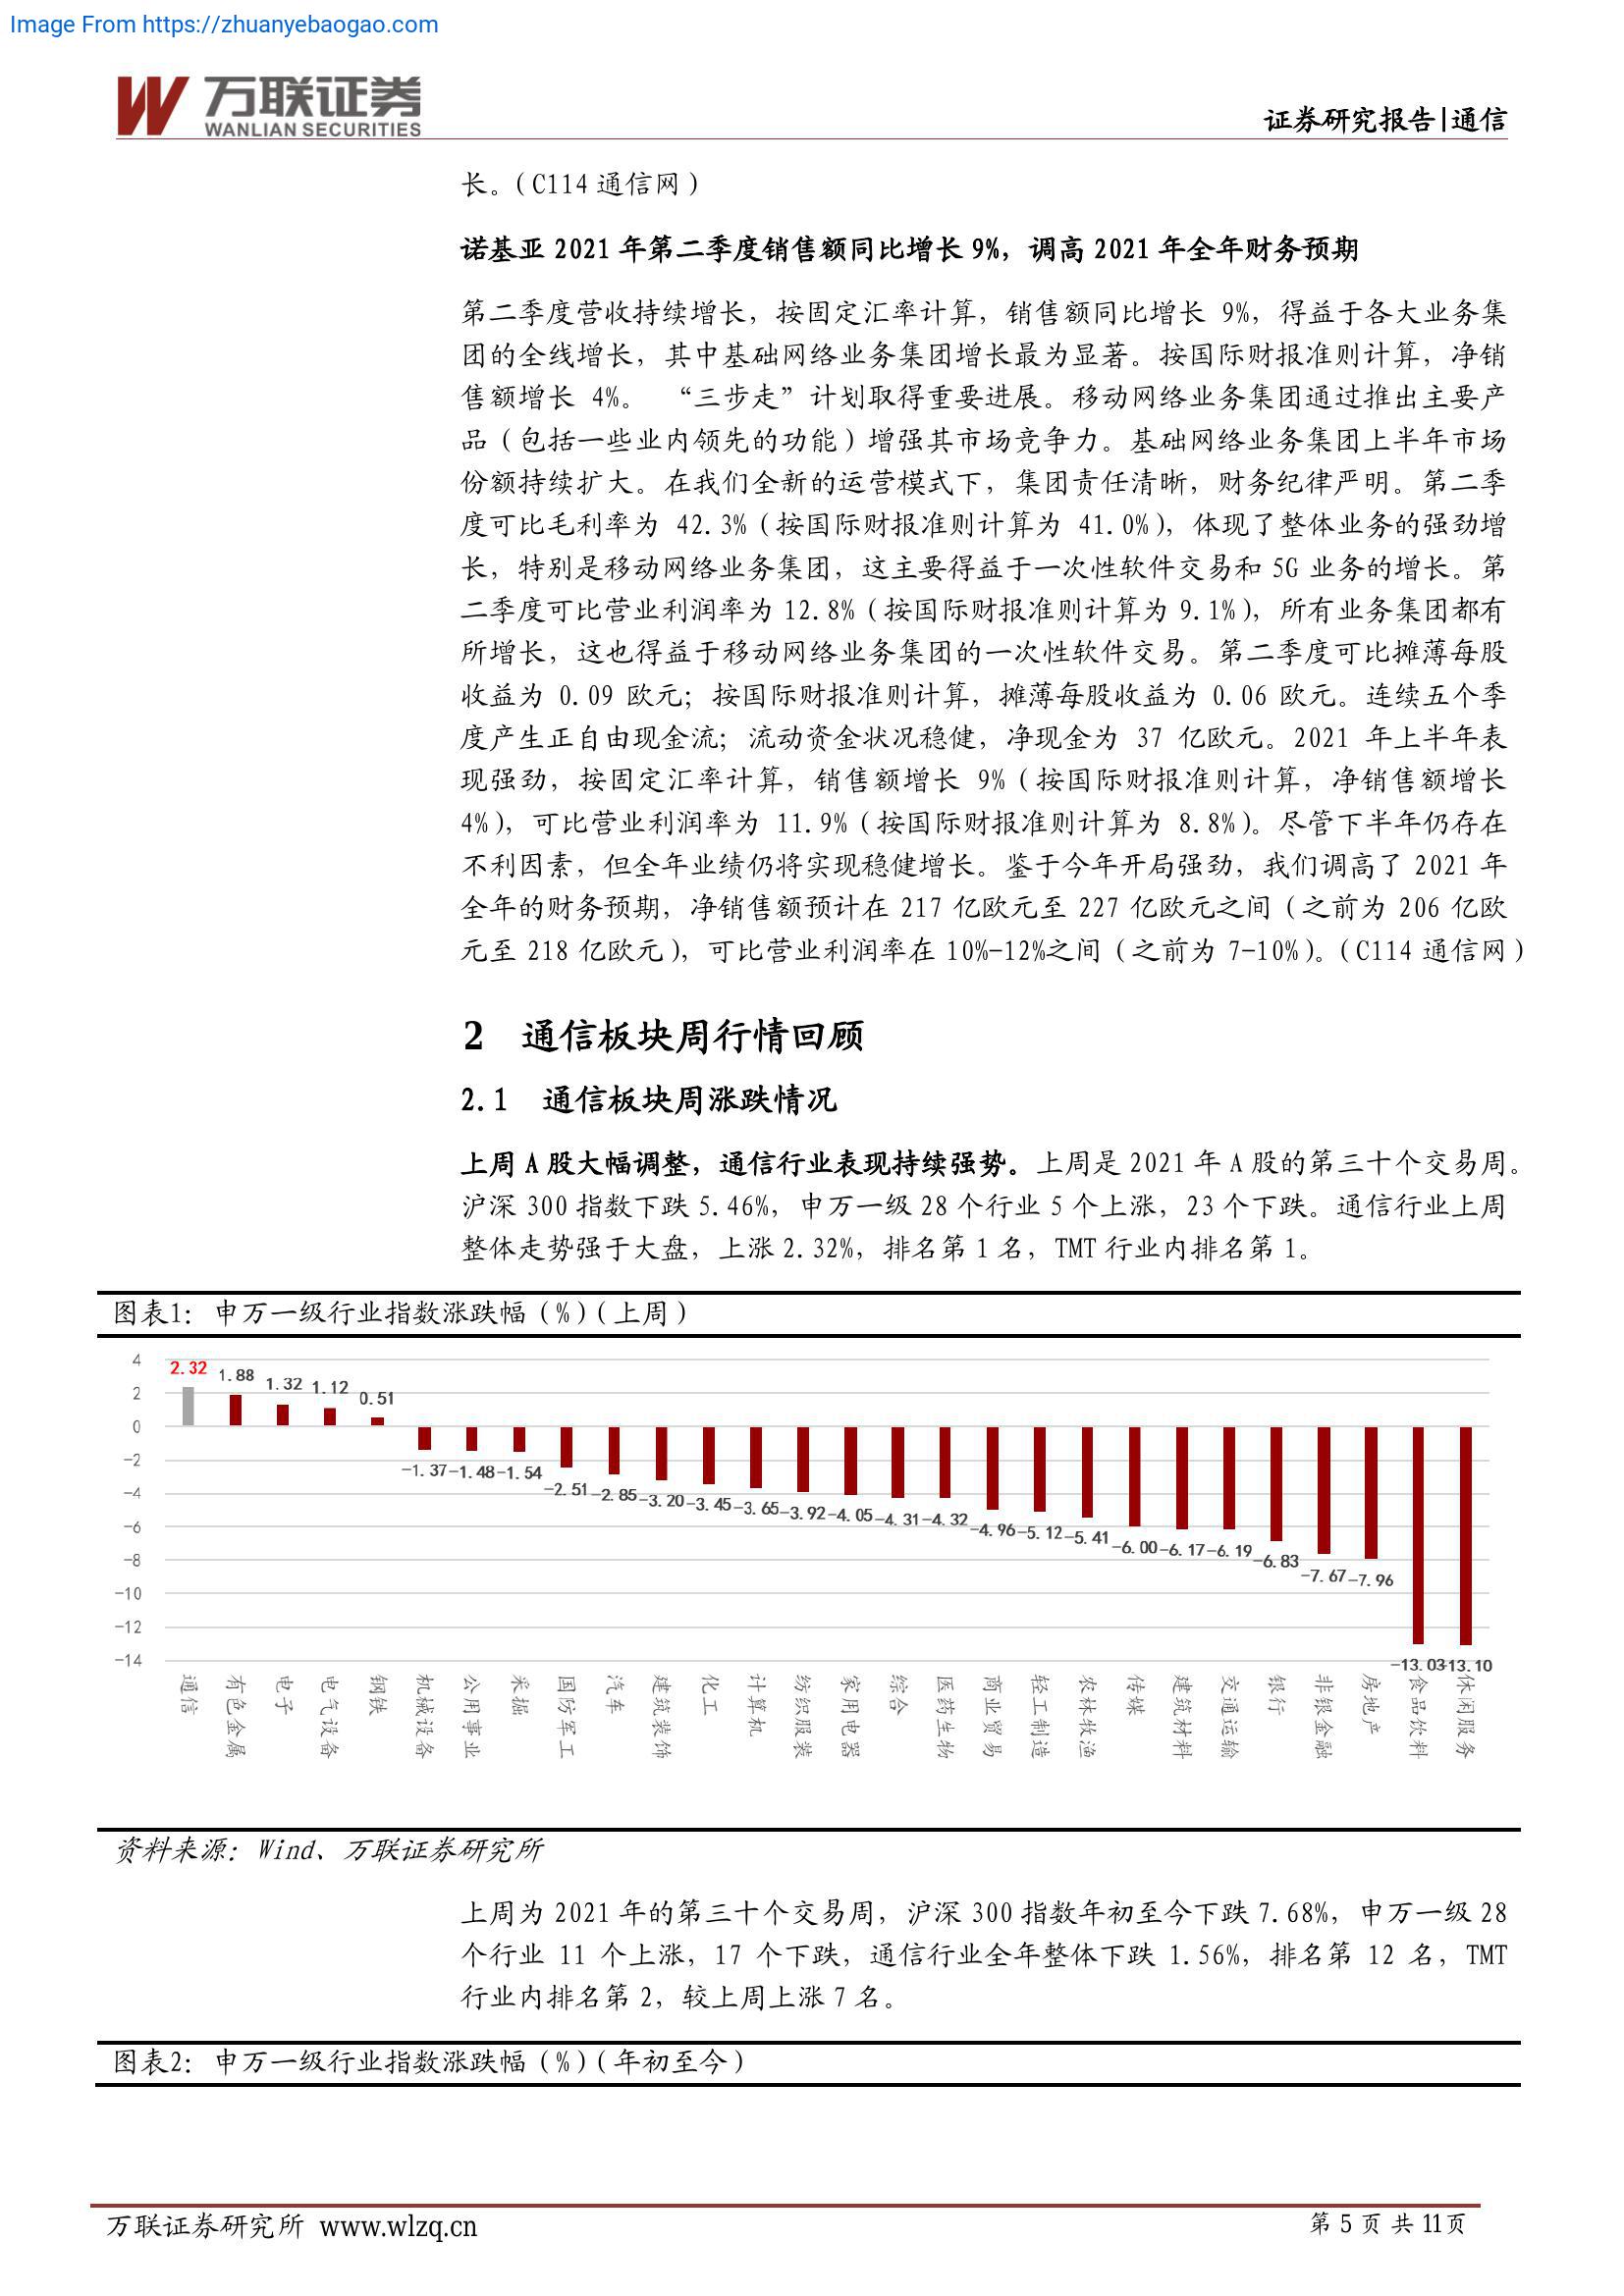 Image From https://zhuanyebaogao.com
万联证券
WANLIAN SECURITIES
证券研究报告|通信
长。（C114 通信网）
诺基亚 2021 年第二季度销售额同比增长 9%，调高 2021 年全年财务预期
第二季度营收持续增长，按固定汇率计算，销售额同比增长 9%，得益于各大业务集
团的全线增长，其中基础网络业务集团增长最为显著。按国际财报准则计算，净销
售额增长 4%。 “三步走”计划取得重要进展。移动网络业务集团通过推出主要产
品（包括一些业内领先的功能）增强其市场竞争力。基础网络业务集团上半年市场
份额持续扩大。在我们全新的运营模式下，集团责任清晰，财务纪律严明。第二季
度可比毛利率为 42.3%（按国际财报准则计算为 41.0%），体现了整体业务的强劲增
长，特别是移动网络业务集团，这主要得益于一次性软件交易和 5G 业务的增长。第
二季度可比营业利润率为 12.8%（按国际财报准则计算为 9.1%），所有业务集团都有
所增长，这也得益于移动网络业务集团的一次性软件交易。第二季度可比摊薄每股
收益为 0.09 欧元；按国际财报准则计算，摊薄每股收益为 0.06 欧元。连续五个季
度产生正自由现金流；流动资金状况稳健，净现金为 37 亿欧元。2021 年上半年表
现强劲，按固定汇率计算，销售额增长 9%（按国际财报准则计算，净销售额增长
4%），可比营业利润率为 11.9%（按国际财报准则计算为 8.8%）。尽管下半年仍存在
不利因素，但全年业绩仍将实现稳健增长。鉴于今年开局强劲，我们调高了 2021 年
全年的财务预期，净销售额预计在 217 亿欧元至 227 亿欧元之间（之前为 206 亿欧
元至 218 亿欧元），可比营业利润率在 10%-12%之间（之前为 7-10%）。（C114 通信网）
2 通信板块周行情回顾
2.1 通信板块周涨跌情况
上周 A 股大幅调整，通信行业表现持续强势。上周是 2021 年 A 股的第三十个交易周。
沪深 300 指数下跌 5.46%，申万一级 28 个行业 5 个上涨，23 个下跌。通信行业上周
整体走势强于大盘，上涨 2.32%，排名第 1 名，TMT 行业内排名第 1。
图表1：申万一级行业指数涨跌幅（%）（上周）
4
2
0
-2
-4
-6
-8
-10
-12
-14
2.32
1.88
1.32
1.12
0.51
-1.37
-1.48
-1.54
-2.51
-2.85
-3.20
-3.45
-3.65
-3.92
-4.05
-4.31
-4.32
-4.96
-5.12
-5.41
-6.00
-6.17
-6.19
-6.83
-7.67
-7.96
-13.03
-13.10
通信
有色金属
电子
电气设备
钢铁
机械设备
公用事业
采掘
国防军工
汽车
建筑装饰
化工
计算机
纺织服装
家用电器
综合
医药生物
商业贸易
轻工制造
农林牧渔
传媒
建筑材料
交通运输
银行
非银金融
房地产
食品饮料
休闲服务
资料来源：Wind、万联证券研究所
上周为 2021 年的第三十个交易周，沪深 300 指数年初至今下跌 7.68%，申万一级 28
个行业 11 个上涨，17 个下跌，通信行业全年整体下跌 1.56%，排名第 12 名，TMT
行业内排名第 2，较上周上涨 7 名。
图表2：申万一级行业指数涨跌幅（%）（年初至今）
万联证券研究所 www.wlzq.cn
第 5 页 共 11页